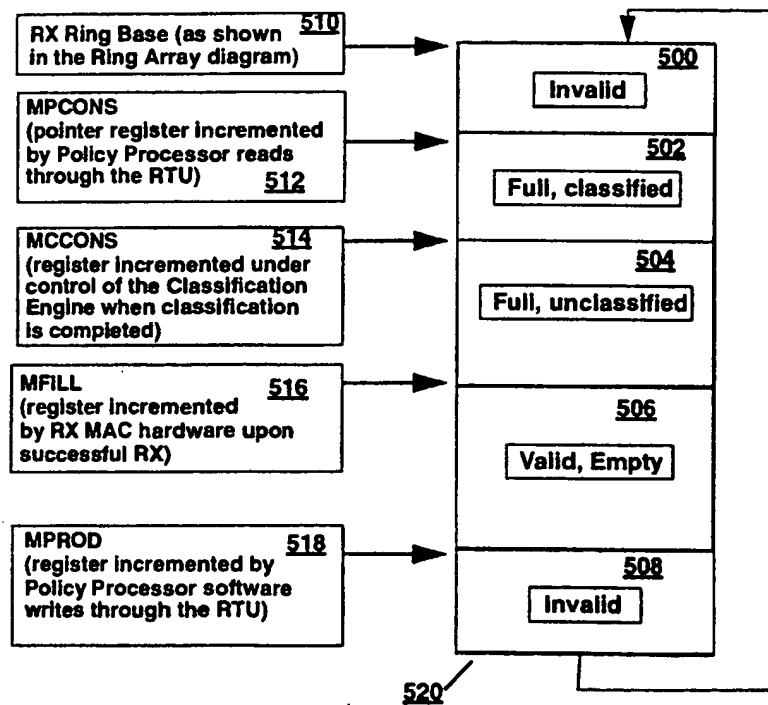 RX Ring Base (as shown 510
in the Ring Array diagram)
MPCONS
(pointer register incremented
by Policy Processor reads
through the RTU) 512
MCCONS 514
(register incremented under
control of the Classification
Engine when classification
is completed)
MFILL 516
(register incremented
by RX MAC hardware upon
successful RX)
MPROD 518
(register incremented by
Policy Processor software
writes through the RTU)
500
Invalid
502
Full, classified
504
Full, unclassified
506
Valid, Empty
508
Invalid
520